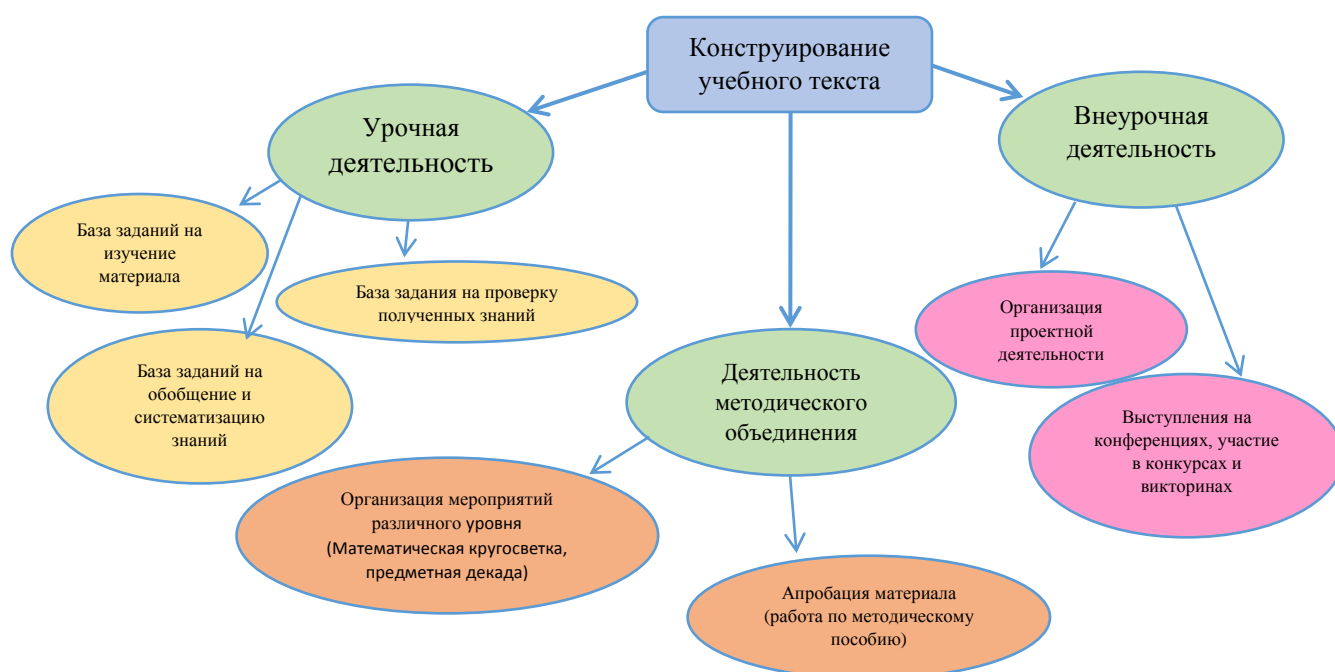 Конструирование
учебного текста
Урочная
деятельность
Внеурочная
деятельность
База заданий на
изучение
материала
База задания на проверку
полученных знаний
База заданий на
обобщение и
систематизацию
знаний
Деятельность
методического
объединения
Организация
проектной
деятельности
Выступления на
конференциях, участие
в конкурсах и
викторинах
Организация мероприятий
различного уровня
(Математическая кругосветка,
предметная декада)
Апробация материала
(работа по методическому
пособию)